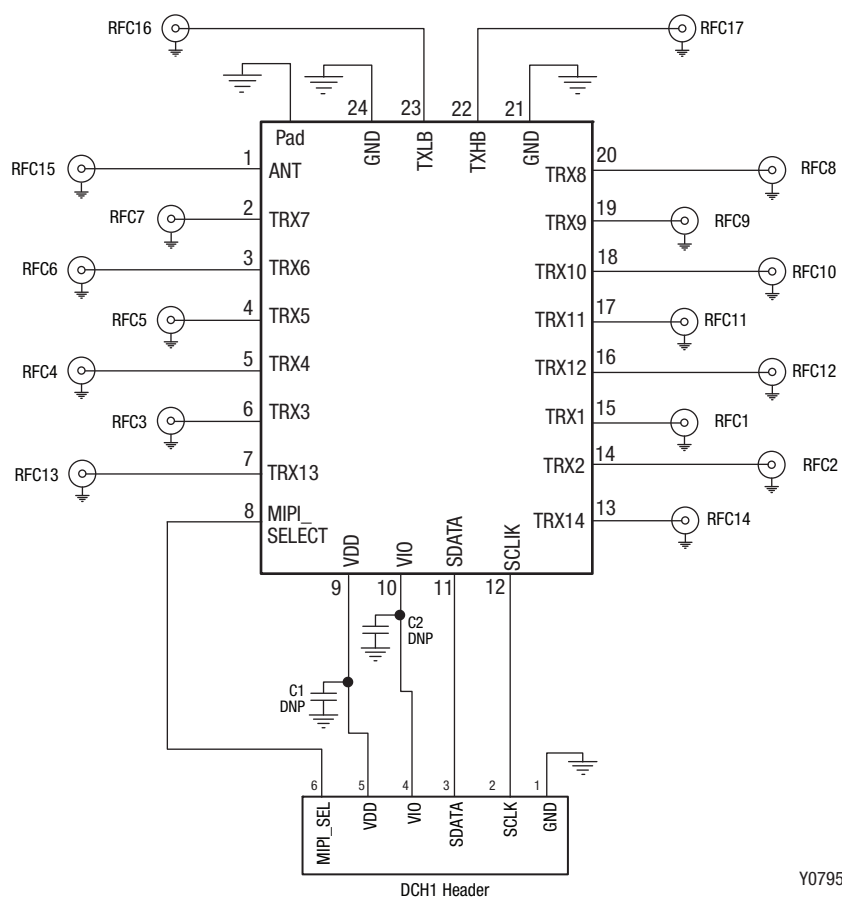 RFC16
RFC17
24
23
22
21
Pad
GND
TXLB
TXHB
GND
RFC15
1
ANT
20
TRX8
RFC8
RFC7
2
TRX7
19
TRX9
RFC9
RFC6
3
TRX6
18
TRX10
RFC10
RFC5
4
TRX5
17
TRX11
RFC11
RFC4
5
TRX4
16
TRX12
RFC12
RFC3
6
TRX3
15
TRX1
RFC1
RFC13
7
TRX13
14
TRX2
RFC2
8
MIPI_
SELECT
13
TRX14
RFC14
VDD
VIO
SDATA
SCLIK
9
10
11
12
C2
DNP
C1
DNP
6
5
4
3
2
1
MIPI_SEL
VDD
VIO
SDATA
SCLK
GND
DCH1 Header
Y0795